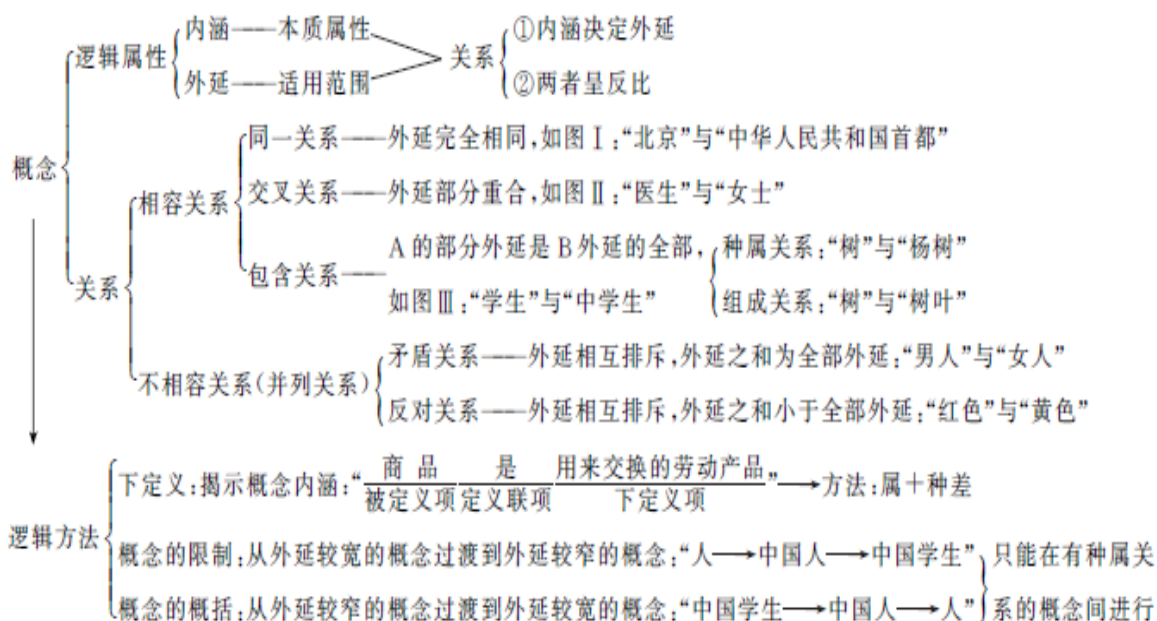 概念
逻辑属性
内涵——本质属性
外延——适用范围
关系
①内涵决定外延
②两者呈反比
关系
相容关系
同一关系——外延完全相同,如图Ⅰ:“北京”与“中华人民共和国首都”
交叉关系——外延部分重合,如图Ⅱ:“医生”与“女士”
包含关系——
A的部分外延是B外延的全部,
如图Ⅲ:“学生”与“中学生”
种属关系:“树”与“杨树”
组成关系:“树”与“树叶”
不相容关系(并列关系)
矛盾关系——外延相互排斥,外延之和为全部外延:“男人”与“女人”
反对关系——外延相互排斥,外延之和小于全部外延:“红色”与“黄色”
逻辑方法
下定义:揭示概念内涵:“商品 是 用来交换的劳动产品”→方法:属+种差
被定义项 定义联项 下定义项
概念的限制:从外延较宽的概念过渡到外延较窄的概念:“人→中国人→中国学生”
概念的概括:从外延较窄的概念过渡到外延较宽的概念:“中国学生→中国人→人”
只能在有种属关
系的概念间进行